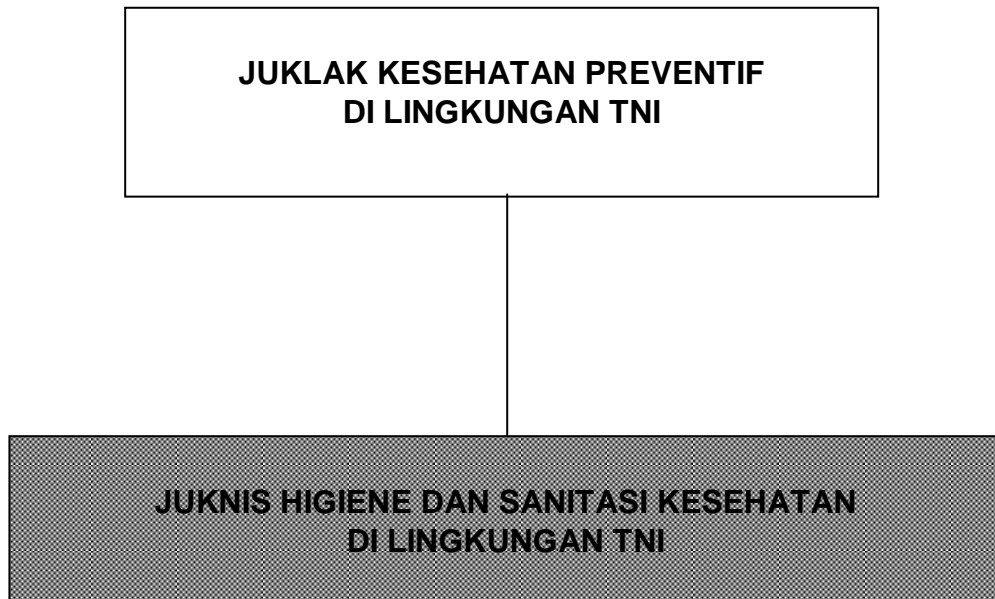 JUKLAK KESEHATAN PREVENTIF
DI LINGKUNGAN TNI
JUKNIS HIGIENE DAN SANITASI KESEHATAN
DI LINGKUNGAN TNI